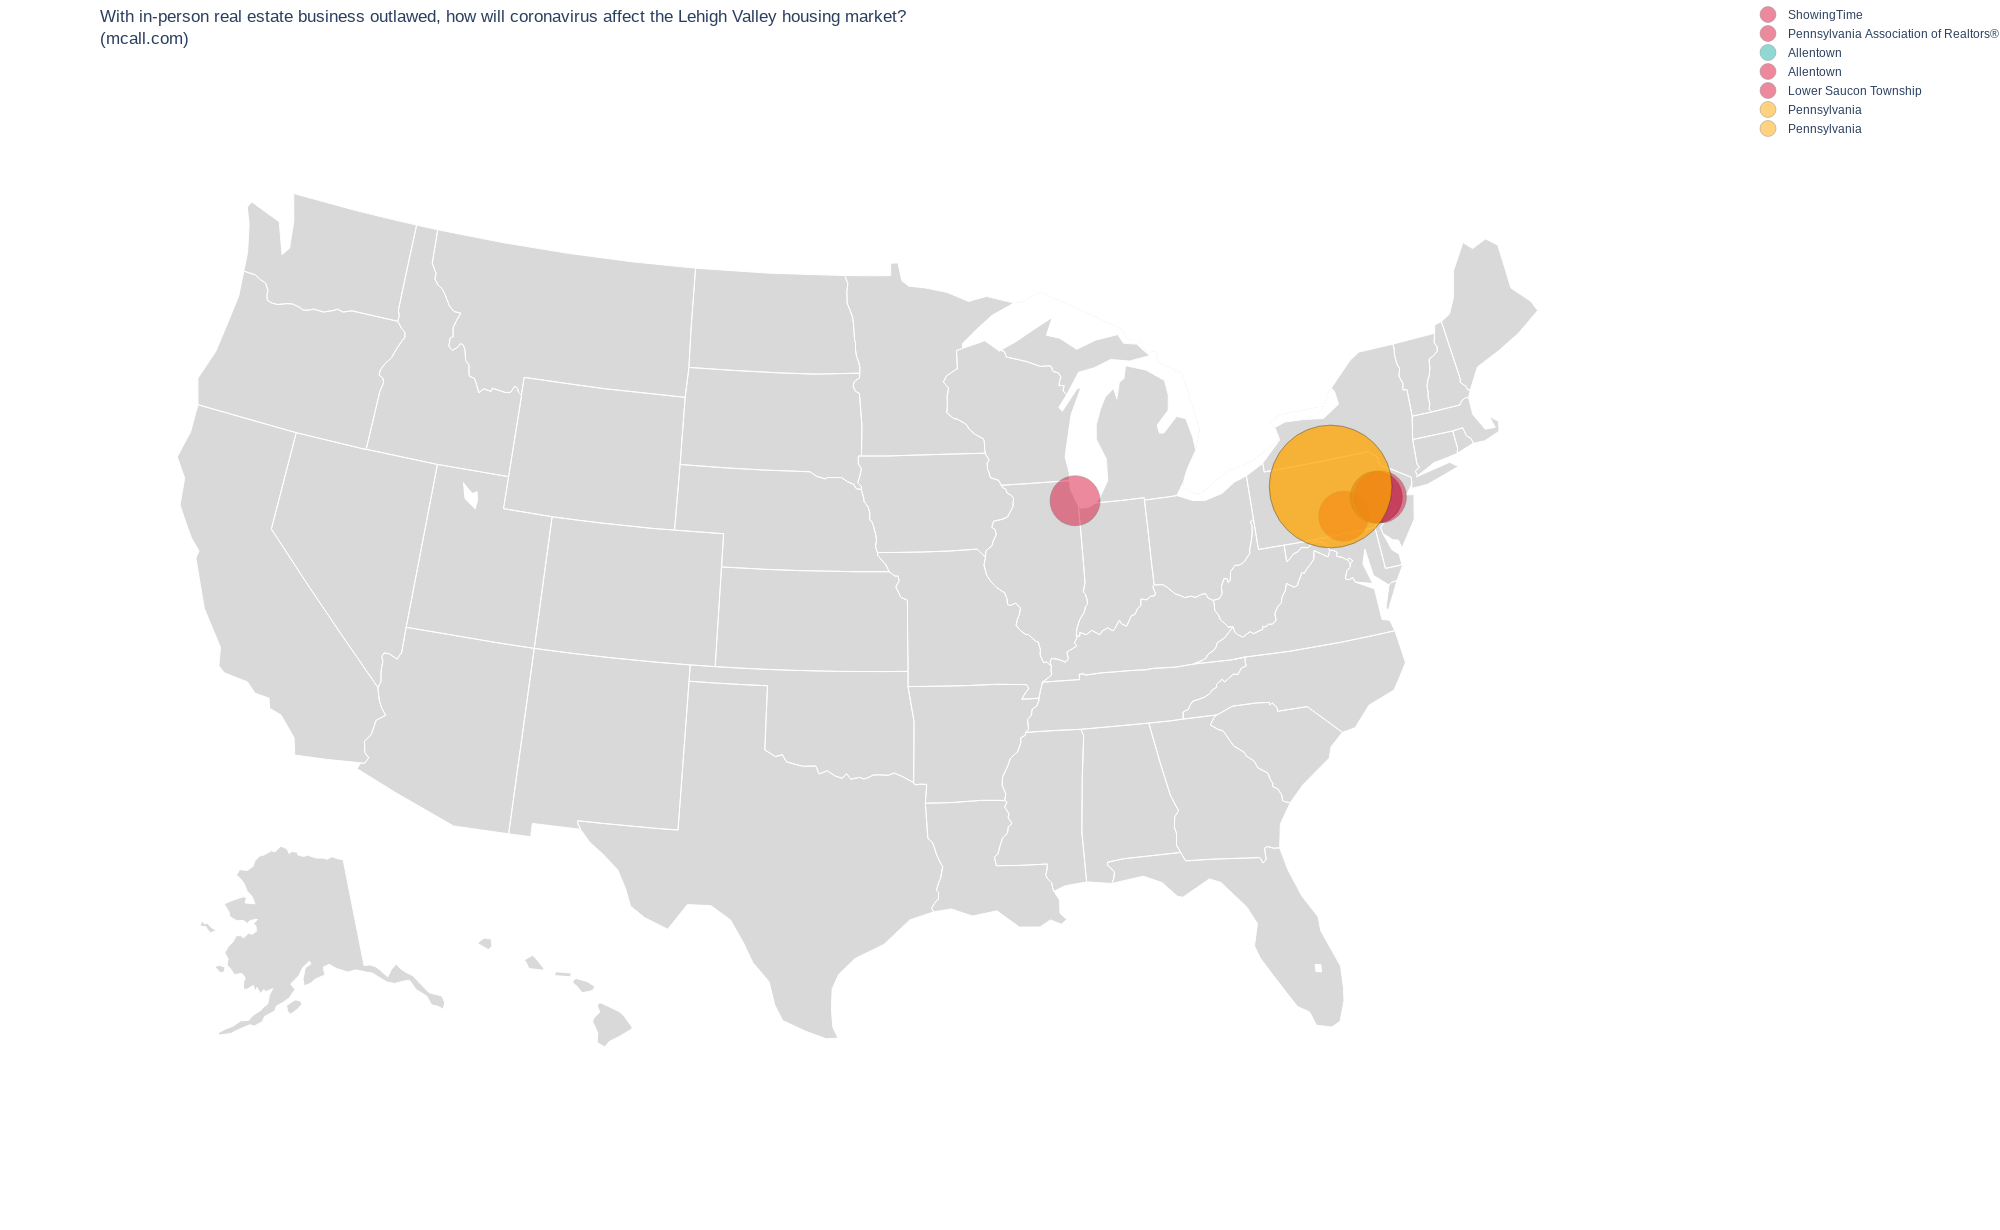 With in-person real estate business outlawed, how will coronavirus affect the Lehigh Valley housing market?
(mcall.com)
ShowingTime
Pennsylvania Association of Realtors®
Allentown
Allentown
Lower Saucon Township
Pennsylvania
Pennsylvania